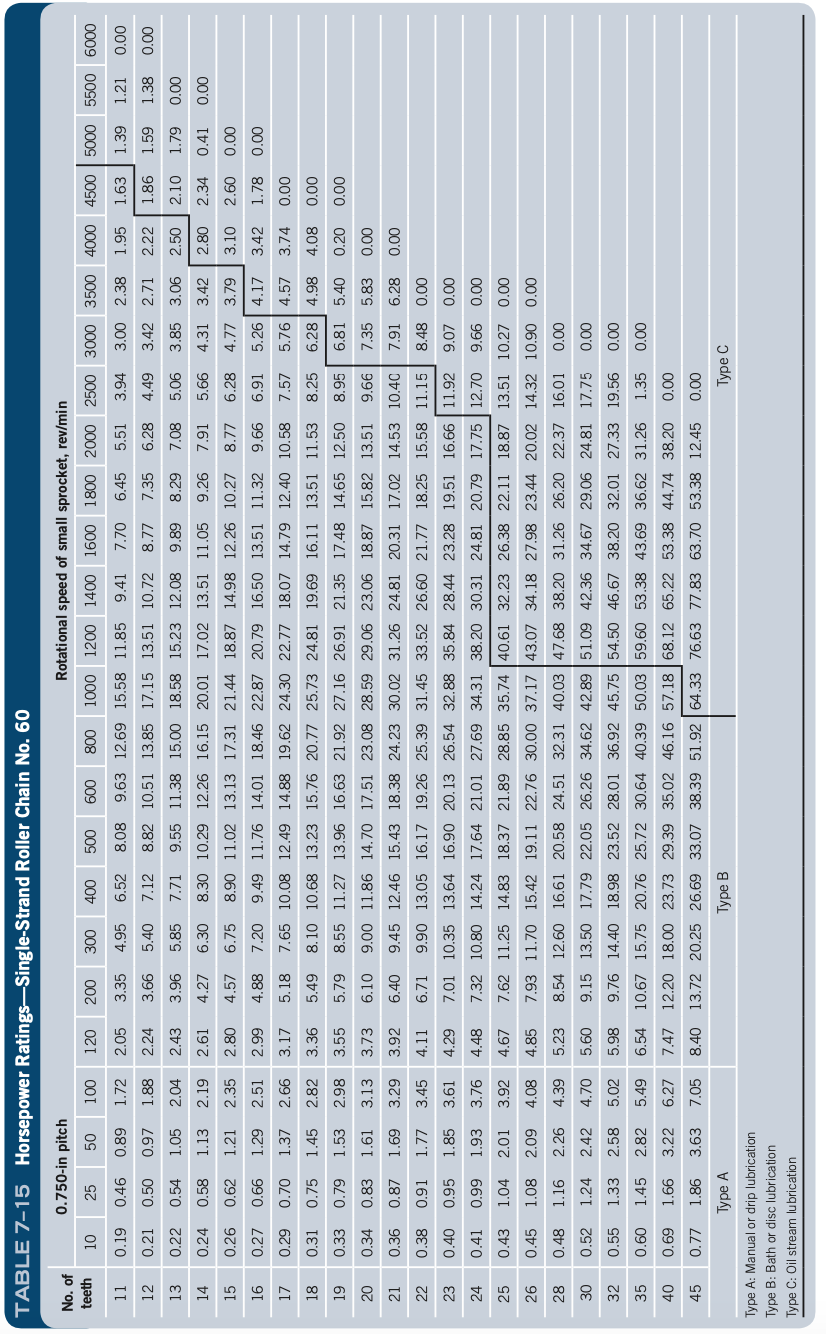 TABLE 7–15 Horsepower Ratings—Single-Strand Roller Chain No. 60
No. of teeth 0.750-in pitch Rotational speed of small sprocket, rev/min
10 25 50 100 120 200 300 400 500 600 800 1000 1200 1400 1600 1800 2000 2500 3000 3500 4000 4500 5000 5500 6000
11 0.19 0.46 0.89 1.72 2.05 3.35 4.95 6.52 8.08 9.63 12.69 15.58 11.85 9.41 7.70 6.45 5.51 3.94 3.00 2.38 1.95 1.63 1.39 1.21 0.00
12 0.21 0.50 0.97 1.88 2.24 3.66 5.40 7.12 8.82 10.51 13.85 17.15 13.51 10.72 8.77 7.35 6.28 4.49 3.42 2.71 2.22 1.86 1.59 1.38 0.00
13 0.22 0.54 1.05 2.04 2.43 3.96 5.85 7.71 9.55 11.38 15.00 18.58 15.23 12.08 9.89 8.29 7.08 5.06 3.85 3.06 2.50 2.10 1.79 0.00
14 0.24 0.58 1.13 2.19 2.61 4.27 6.30 8.30 10.29 12.26 16.15 20.01 17.02 13.51 11.05 9.26 7.91 5.66 4.31 3.42 2.80 2.34 0.41 0.00
15 0.26 0.62 1.21 2.35 2.80 4.57 6.75 8.90 11.02 13.13 17.31 21.44 18.87 14.98 12.26 10.27 8.77 6.28 4.77 3.79 3.10 2.60 0.00
16 0.27 0.66 1.29 2.51 2.99 4.88 7.20 9.49 11.76 14.01 18.46 22.87 20.79 16.50 13.51 11.32 9.66 6.91 5.26 4.17 3.42 1.78 0.00
17 0.29 0.70 1.37 2.66 3.17 5.18 7.65 10.08 12.49 14.88 19.62 24.30 22.77 18.07 14.79 12.40 10.58 7.57 5.76 4.57 3.74 0.00
18 0.31 0.75 1.45 2.82 3.36 5.49 8.10 10.68 13.23 15.76 20.77 25.73 24.81 19.69 16.11 13.51 11.53 8.25 6.28 4.98 4.08 0.00
19 0.33 0.79 1.53 2.98 3.55 5.79 8.55 11.27 13.96 16.63 21.92 27.16 26.91 21.35 17.48 14.65 12.50 8.95 6.81 5.40 0.20 0.00
20 0.34 0.83 1.61 3.13 3.73 6.10 9.00 11.86 14.70 17.51 23.08 28.59 29.06 23.06 18.87 15.82 13.51 9.66 7.35 5.83 0.00
21 0.36 0.87 1.69 3.29 3.92 6.40 9.45 12.46 15.43 18.38 24.23 30.02 31.26 24.81 20.31 17.02 14.53 10.40 7.91 6.28 0.00
22 0.38 0.91 1.77 3.45 4.11 6.71 9.90 13.05 16.17 19.26 25.39 31.45 33.52 26.60 21.77 18.25 15.58 11.15 8.48 0.00
23 0.40 0.95 1.85 3.61 4.29 7.01 10.35 13.64 16.90 20.13 26.54 32.88 35.84 28.44 23.28 19.51 16.66 11.92 9.07 0.00
24 0.41 0.99 1.93 3.76 4.48 7.32 10.80 14.24 17.64 21.01 27.69 34.31 38.20 30.31 24.81 20.79 17.75 12.70 9.66 0.00
25 0.43 1.04 2.01 3.92 4.67 7.62 11.25 14.83 18.37 21.89 28.85 35.74 40.61 32.23 26.38 22.11 18.87 13.51 10.27 0.00
26 0.45 1.08 2.09 4.08 4.85 7.93 11.70 15.42 19.11 22.76 30.00 37.17 43.07 34.18 27.98 23.44 20.02 14.32 10.90 0.00
28 0.48 1.16 2.26 4.39 5.23 8.54 12.60 16.61 20.58 24.51 32.31 40.03 47.68 38.20 31.26 26.20 22.37 16.01 0.00
30 0.52 1.24 2.42 4.70 5.60 9.15 13.50 17.79 22.05 26.26 34.62 42.89 51.09 42.36 34.67 29.06 24.81 17.75 0.00
32 0.55 1.33 2.58 5.02 5.98 9.76 14.40 18.98 23.52 28.01 36.92 45.75 54.50 46.67 38.20 32.01 27.33 19.56 0.00
35 0.60 1.45 2.82 5.49 6.54 10.67 15.75 20.76 25.72 30.64 40.39 50.03 59.60 53.38 43.69 36.62 31.26 1.35 0.00
40 0.69 1.66 3.22 6.27 7.47 12.20 18.00 23.73 29.39 35.02 46.16 57.18 68.12 65.22 53.38 44.74 38.20 0.00
45 0.77 1.86 3.63 7.05 8.40 13.72 20.25 26.69 33.07 38.39 51.92 64.33 76.63 77.83 63.70 53.38 12.45 0.00
Type A Type B Type C
Type A: Manual or drip lubrication
Type B: Bath or disc lubrication
Type C: Oil stream lubrication